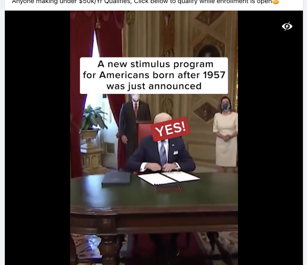 Anyone making under $50k/Yr Qualifies, Click below to qualify while enrollment is open
A new stimulus program
for Americans born after 1957
was just announced
YES!